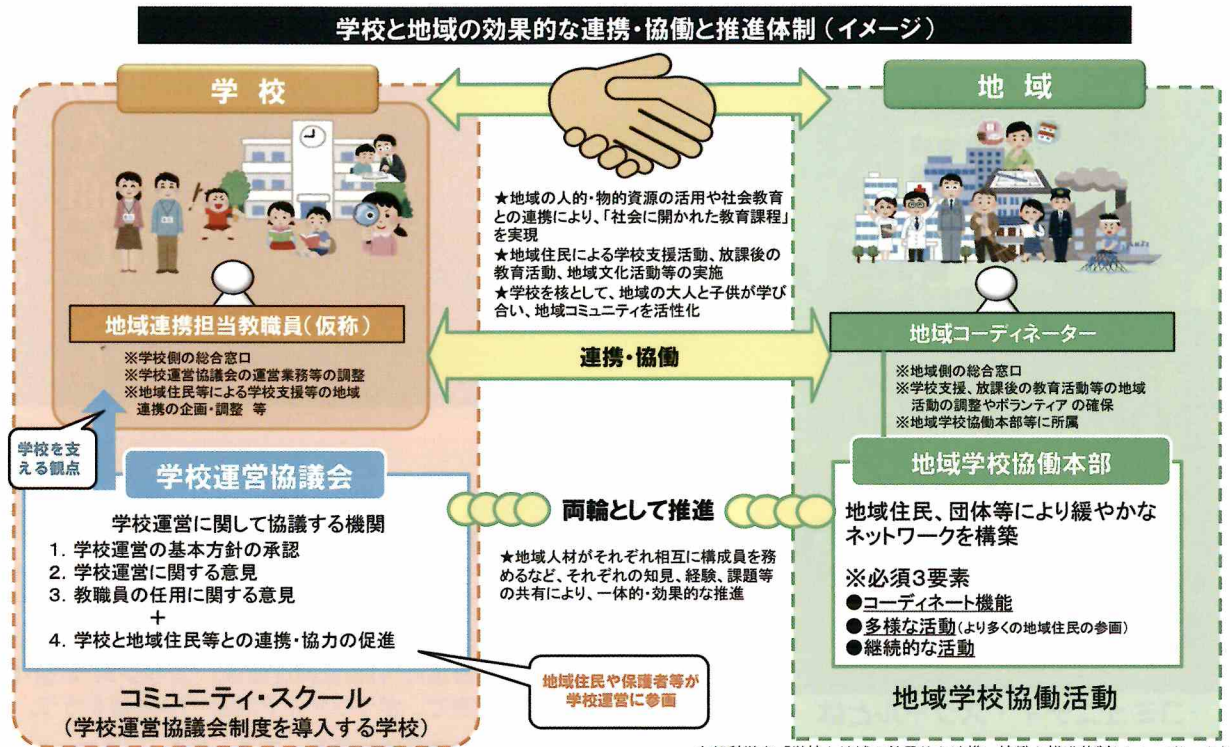 学校と地域の効果的な連携・協働と推進体制(イメージ)
学校
地域
★地域の人的・物的資源の活用や社会教育
との連携により、「社会に開かれた教育課程」
を実現
★地域住民による学校支援活動、放課後の
教育活動、地域文化活動等の実施
★学校を核として、地域の大人と子供が学び
合い、地域コミュニティを活性化
地域連携担当教職員(仮称)
※学校側の総合窓口
※学校運営協議会の運営業務等の調整
※地域住民等による学校支援等の地域
連携の企画・調整 等
連携・協働
地域コーディネーター
※地域側の総合窓口
※学校支援、放課後の教育活動等の地域
活動の調整やボランティアの確保
※地域学校協働本部等に所属
学校を支
える観点
学校運営協議会
学校運営に関して協議する機関
1. 学校運営の基本方針の承認
2. 学校運営に関する意見
3. 教職員の任用に関する意見
+
4. 学校と地域住民等との連携・協力の促進
両輪として推進
★地域人材がそれぞれ相互に構成員を務
めるなど、それぞれの知見、経験、課題等
の共有により、一体的・効果的な推進
地域学校協働本部
地域住民、団体等により緩やかな
ネットワークを構築
※必須3要素
●コーディネート機能
●多様な活動(より多くの地域住民の参画)
●継続的な活動
地域住民や保護者等が
学校運営に参画
コミュニティ・スクール
(学校運営協議会制度を導入する学校)
地域学校協働活動